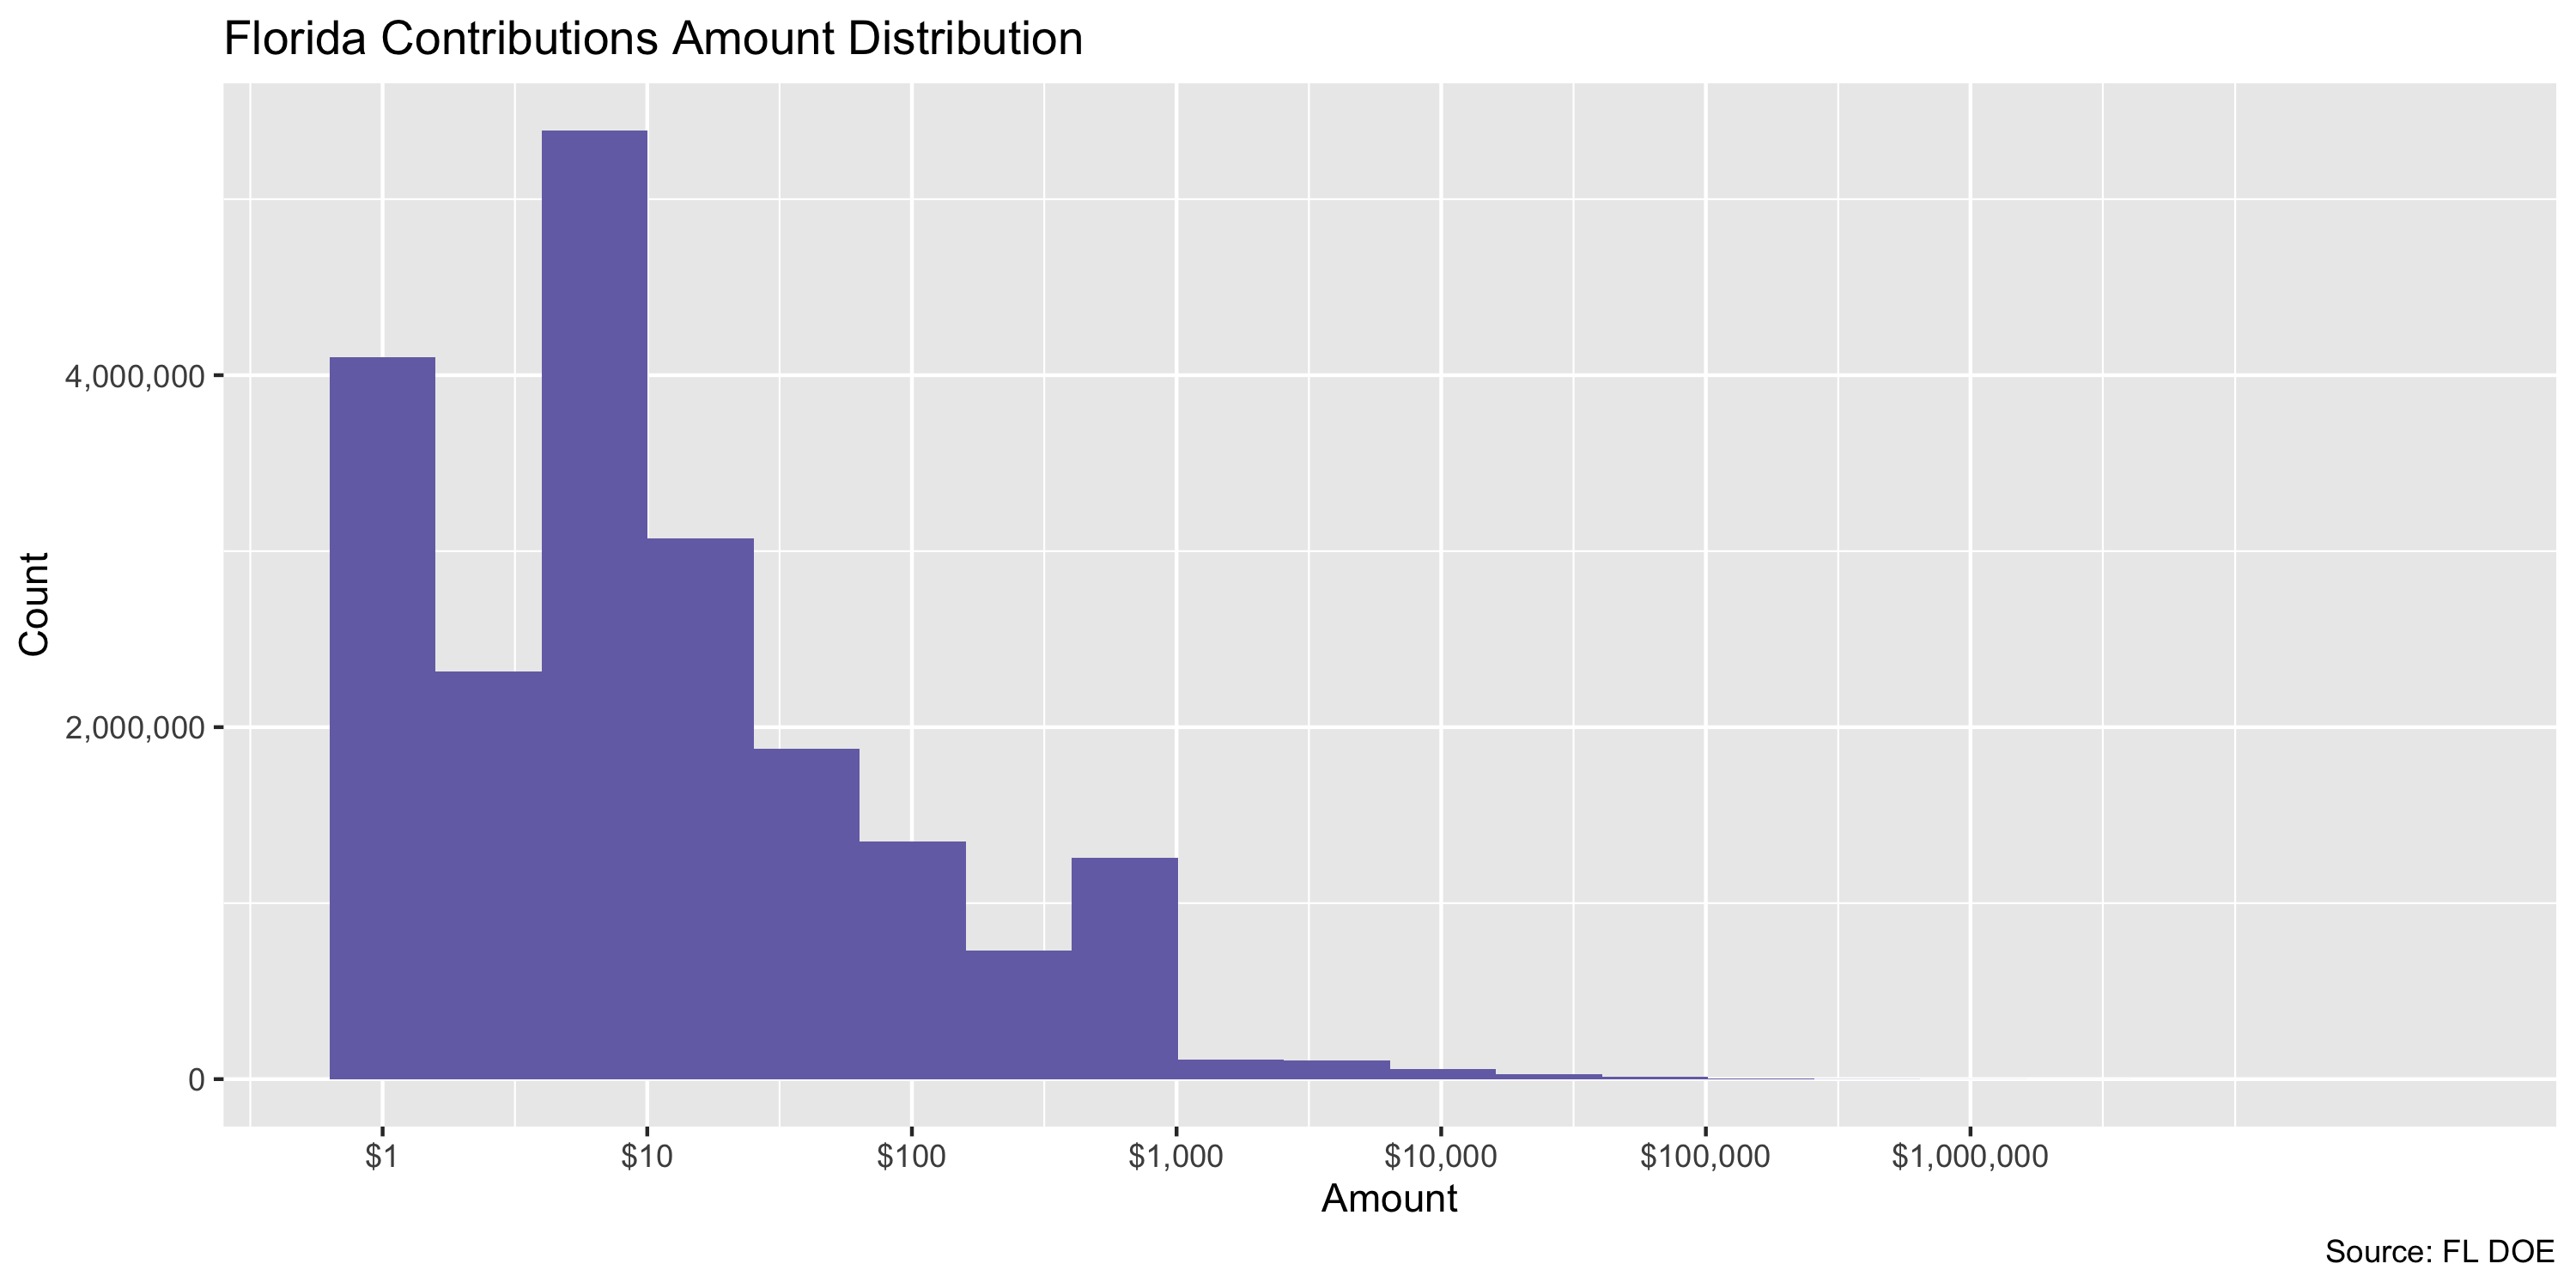 Florida Contributions Amount Distribution
Count
4,000,000
2,000,000
0
$1 $10 $100 $1,000 $10,000 $100,000 $1,000,000
Amount
Source: FL DOE